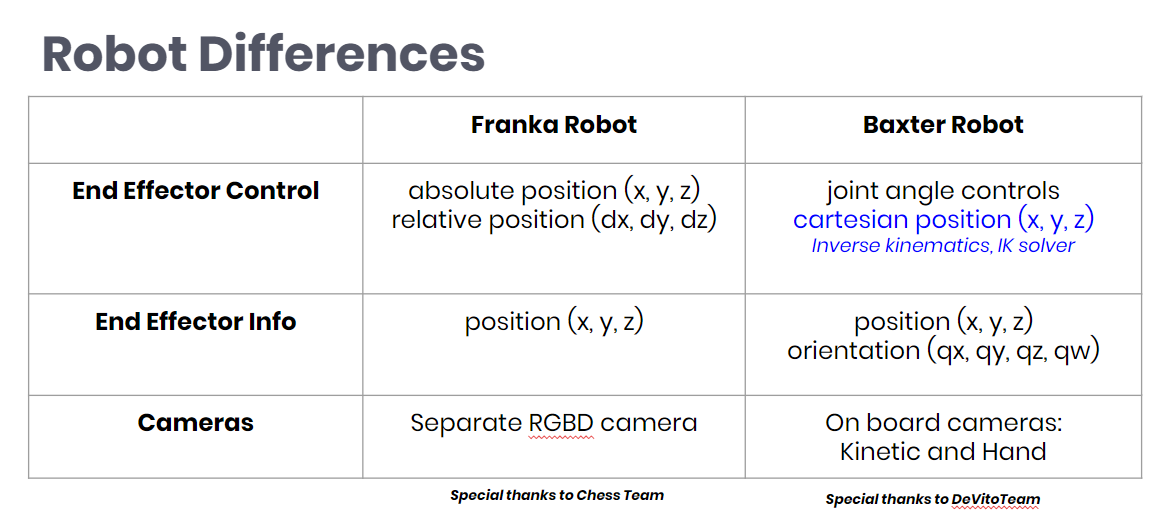 Robot Differences
Franka Robot
Baxter Robot
End Effector Control
absolute position (x, y, z)
relative position (dx, dy, dz)
joint angle controls
cartesian position (x, y, z)
Inverse kinematics, IK solver
End Effector Info
position (x, y, z)
position (x, y, z)
orientation (qx, qy, qz, qw)
Cameras
Separate RGBD camera
On board cameras:
Kinetic and Hand
Special thanks to Chess Team
Special thanks to DeVitoTeam